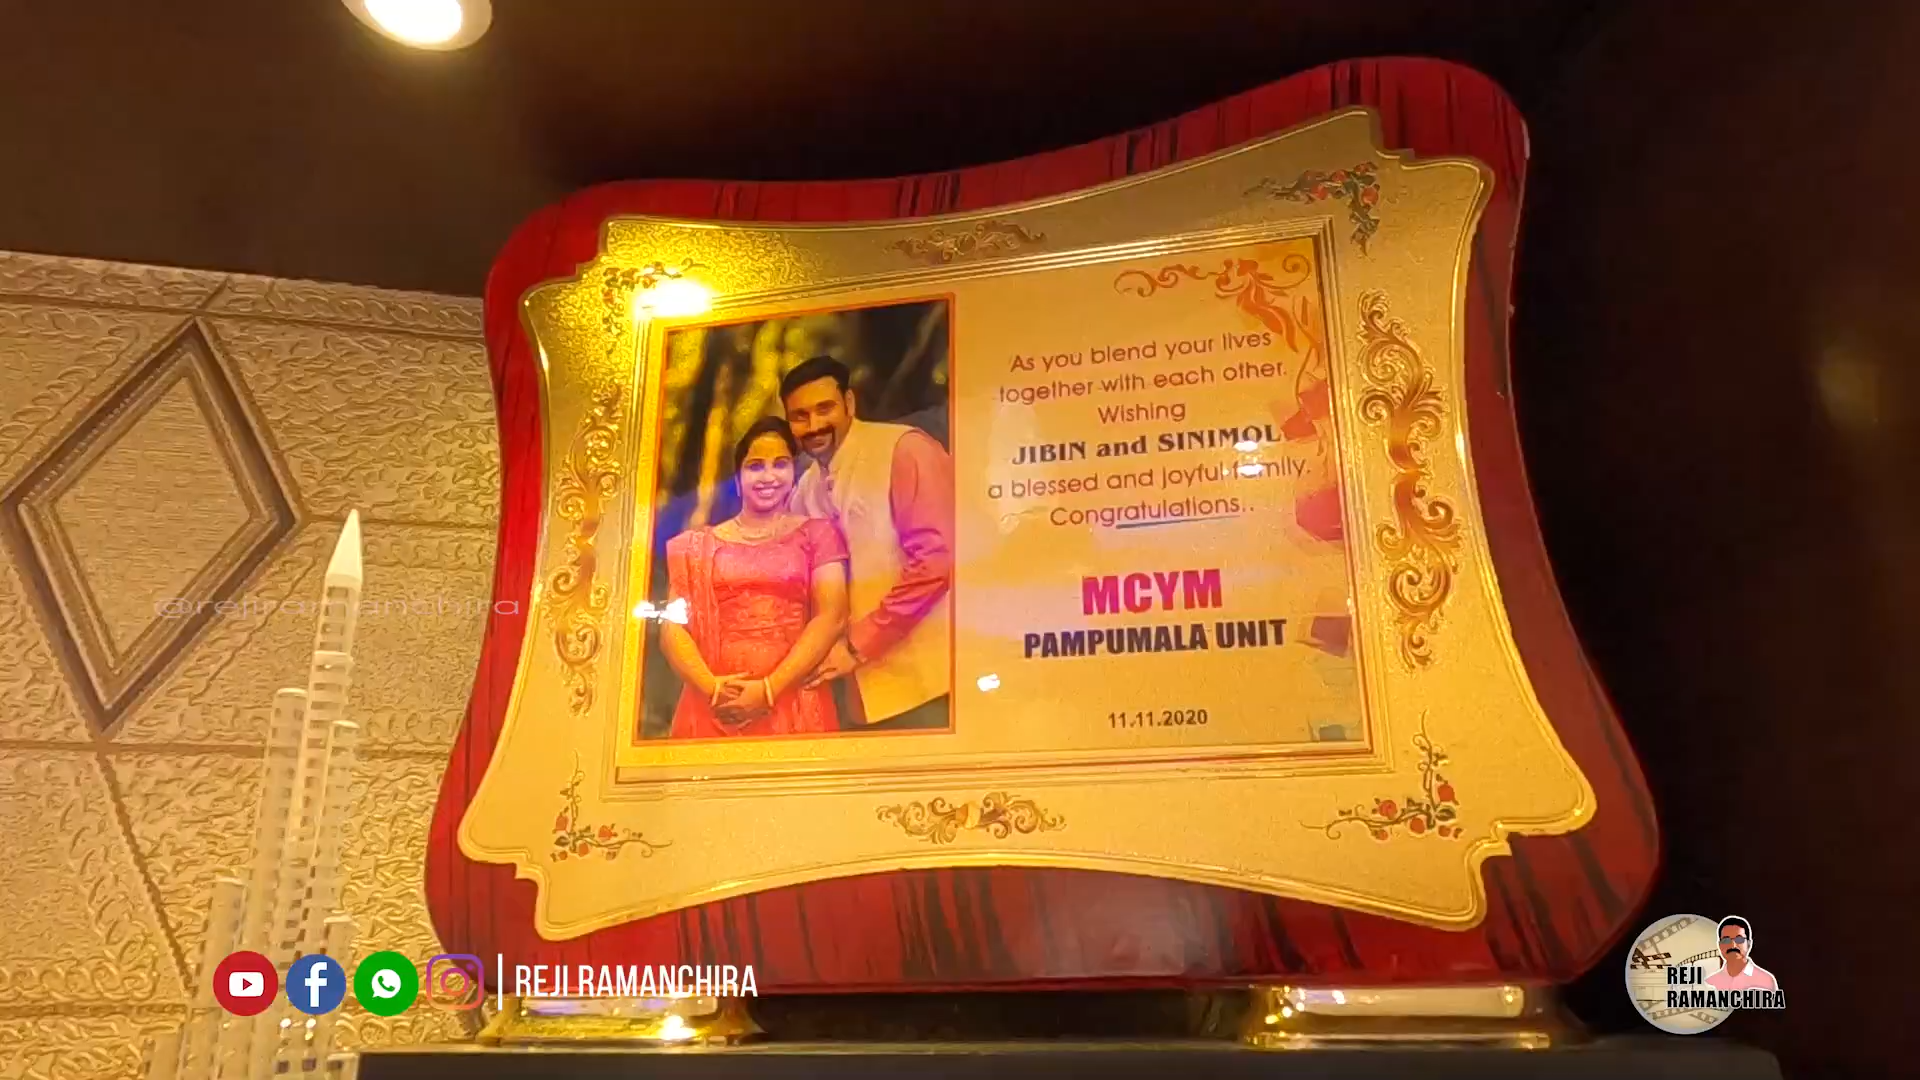 As you blend your lives
together with each other.
Wishing
JIBIN and SINIMOL
a blessed and joyful family.
Congratulations..
MCYM
PAMPUMALA UNIT
11.11.2020
@rejiramanchira
REJI RAMANCHIRA
REJI
RAMANCHIRA